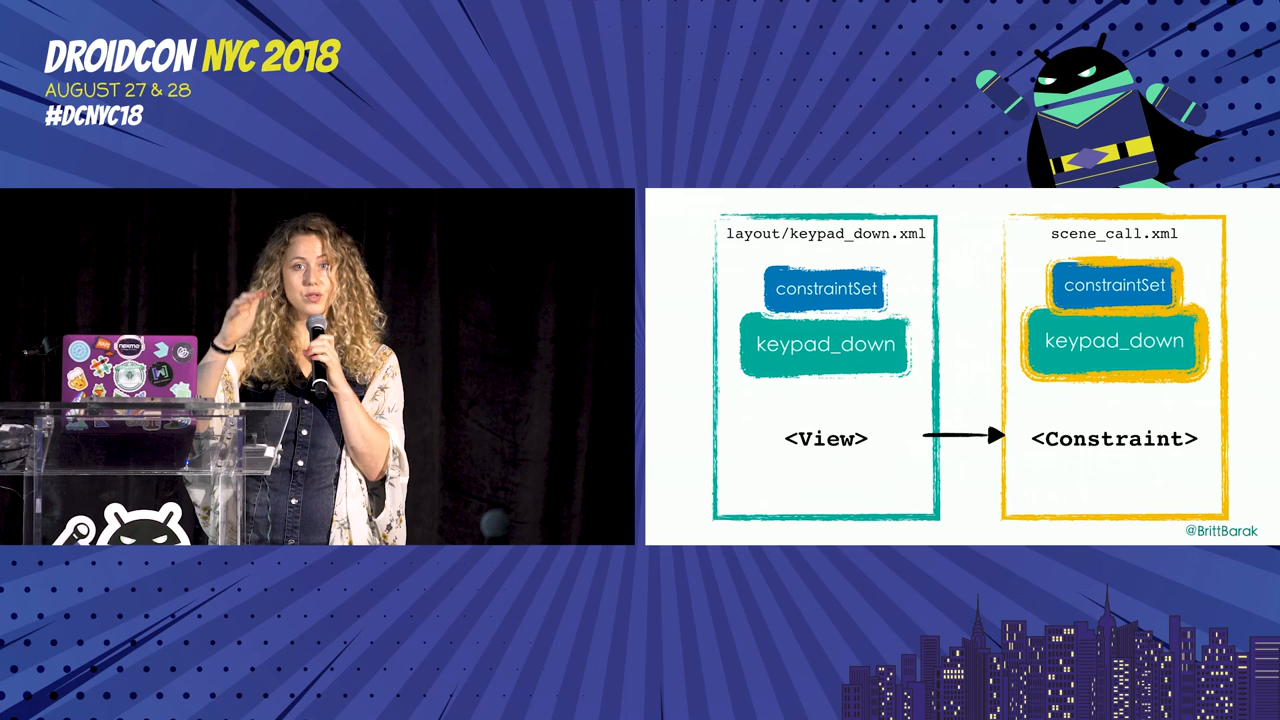 DROIDCON NYC 2018
AUGUST 27 & 28
#DCNYC18
nexmo
layout/keypad_down.xml
constraintSet
keypad_down
<View>
scene_call.xml
constraintSet
keypad_down
<Constraint>
@BrittBarak